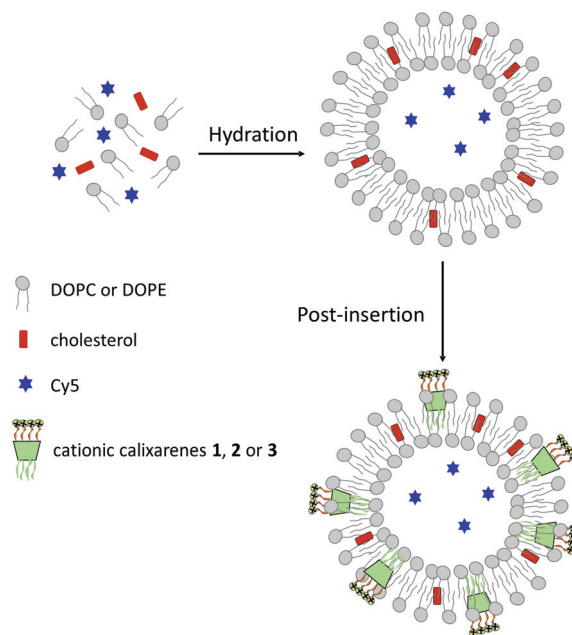 Hydration
DOPC or DOPE
Post-insertion
cholesterol
Cy5
cationic calixarenes 1, 2 or 3